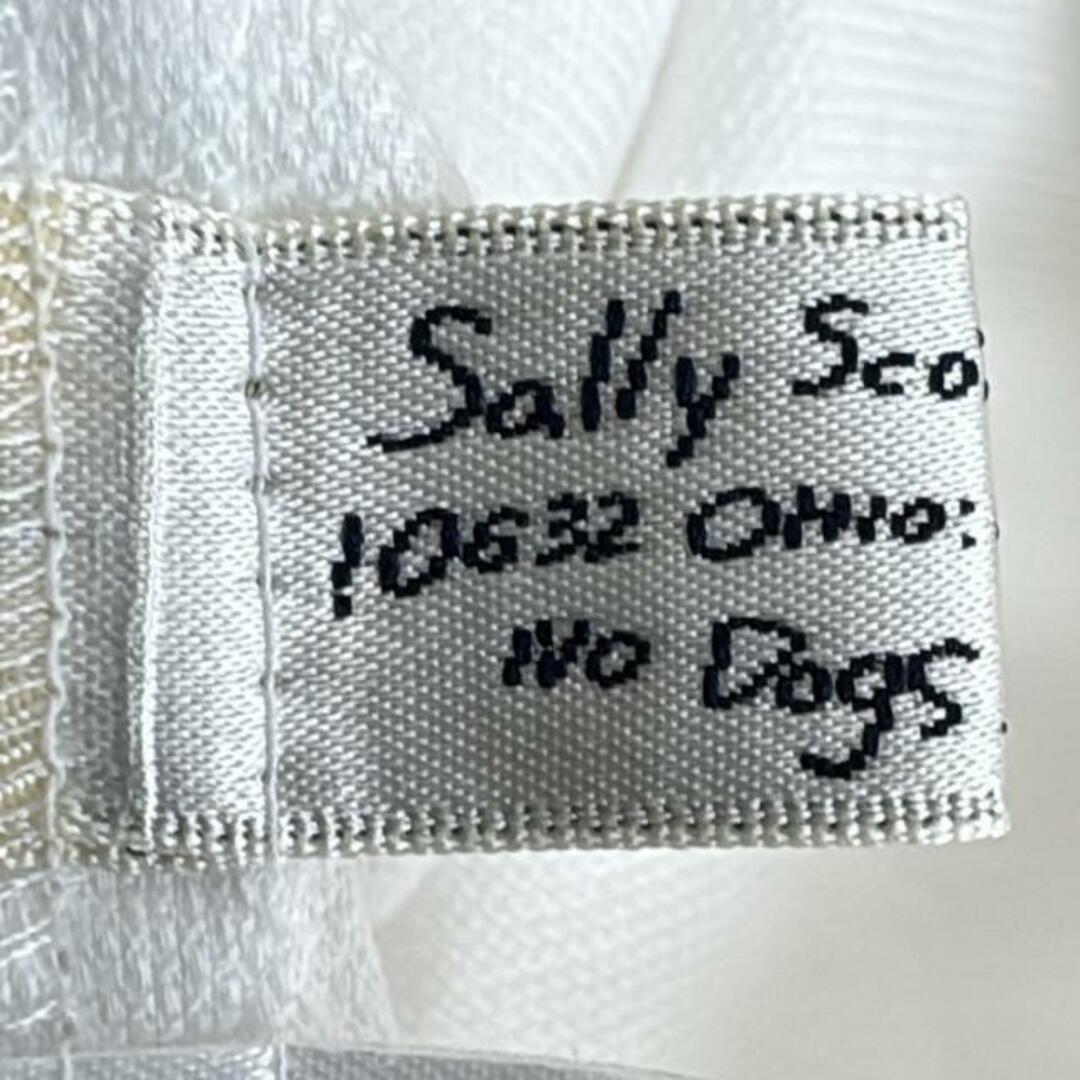 Sally Sco
10632 Ohio:
No Dogs